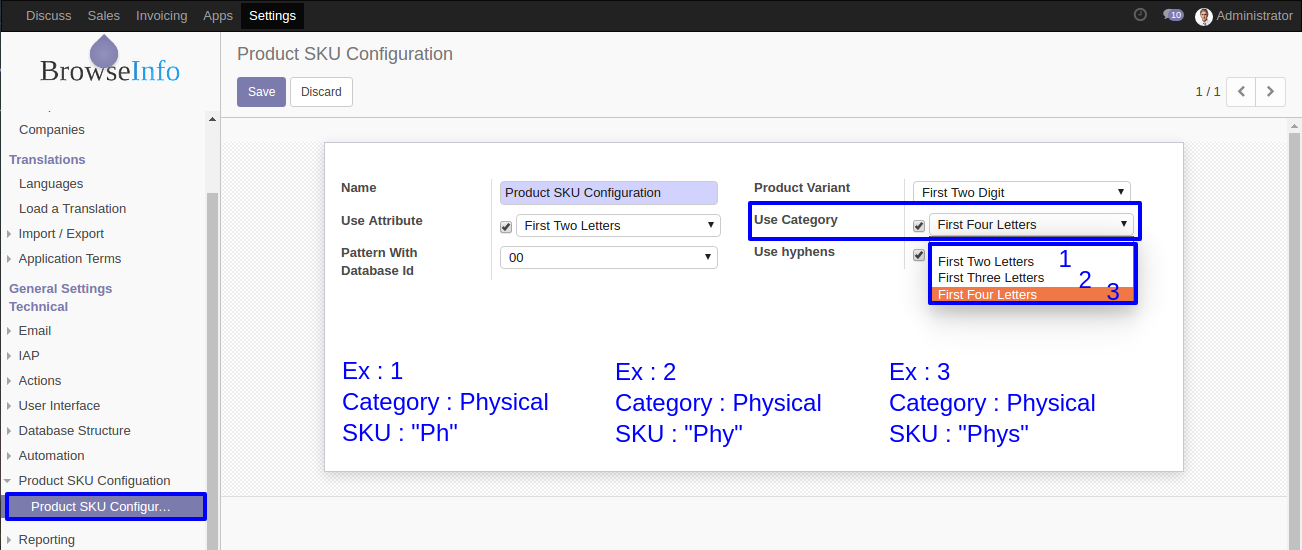 Discuss Sales Invoicing Apps Settings 10 Administrator
BrowseInfo
Product SKU Configuration
Save Discard 1 / 1
Companies
Translations
Languages
Load a Translation
Import / Export
Application Terms
General Settings
Technical
Email
IAP
Actions
User Interface
Database Structure
Automation
Product SKU Configuation
Product SKU Configur...
Reporting
Name Product SKU Configuration
Use Attribute First Two Letters
Pattern With
Database Id 00
Product Variant First Two Digit
Use Category First Four Letters
Use hyphens
First Two Letters 1
First Three Letters 2
First Four Letters 3
Ex : 1
Category : Physical
SKU : "Ph"
Ex : 2
Category : Physical
SKU : "Phy"
Ex : 3
Category : Physical
SKU : "Phys"